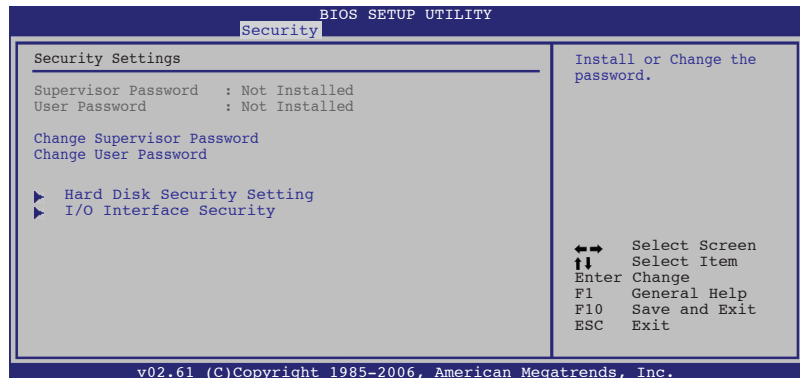 BIOS SETUP UTILITY
Security
Security Settings
Supervisor Password : Not Installed
User Password : Not Installed
Change Supervisor Password
Change User Password
Hard Disk Security Setting
I/O Interface Security
Install or Change the
password.
Select Screen
Select Item
Enter Change
F1 General Help
F10 Save and Exit
ESC Exit
v02.61 (C)Copyright 1985-2006, American Megatrends, Inc.